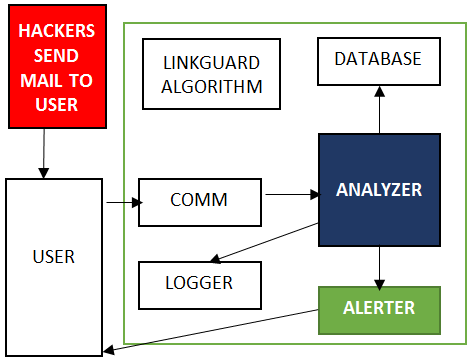 HACKERS
SEND
MAIL TO
USER
LINKGUARD
ALGORITHM
DATABASE
ANALYZER
COMM
USER
LOGGER
ALERTER